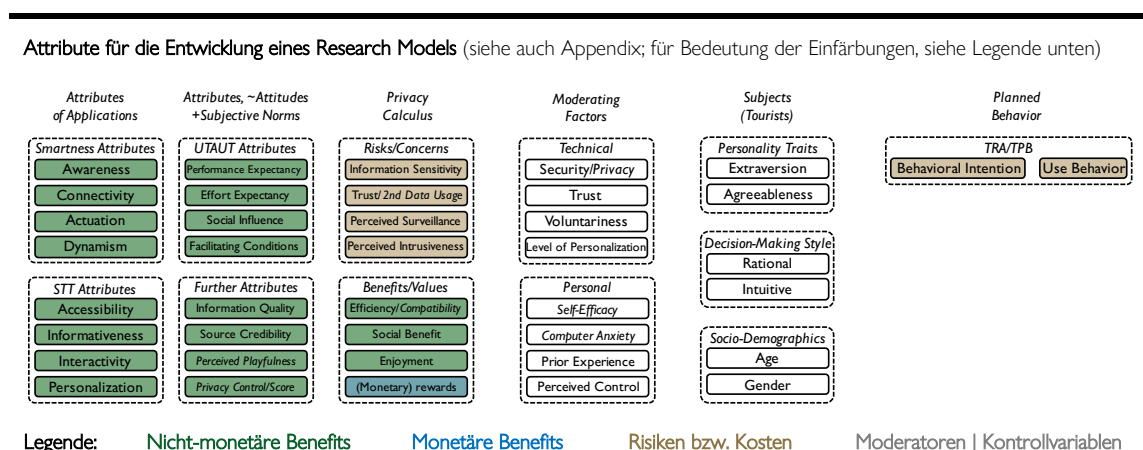 Attribute für die Entwicklung eines Research Models (siehe auch Appendix; für Bedeutung der Einfärbungen, siehe Legende unten)
Attributes
of Applications
Smartness Attributes
Awareness
Connectivity
Actuation
Dynamism
STT Attributes
Accessibility
Informativeness
Interactivity
Personalization
Attributes, ~Attitudes
+Subjective Norms
UTAUT Attributes
Performance Expectancy
Effort Expectancy
Social Influence
Facilitating Conditions
Further Attributes
Information Quality
Source Credibility
Perceived Playfulness
Privacy Control/Score
Privacy
Calculus
Risks/Concerns
Information Sensitivity
Trust/ 2nd Data Usage
Perceived Surveillance
Perceived Intrusiveness
Benefits/Values
Efficiency/Compatibility
Social Benefit
Enjoyment
(Monetary) rewards
Moderating
Factors
Technical
Security/Privacy
Trust
Voluntariness
Level of Personalization
Personal
Self-Efficacy
Computer Anxiety
Prior Experience
Perceived Control
Subjects
(Tourists)
Personality Traits
Extraversion
Agreeableness
Decision-Making Style
Rational
Intuitive
Socio-Demographics
Age
Gender
Planned
Behavior
TRA/TPB
Behavioral Intention
Use Behavior
Legende: Nicht-monetäre Benefits Monetäre Benefits Risiken bzw. Kosten Moderatoren | Kontrollvariablen